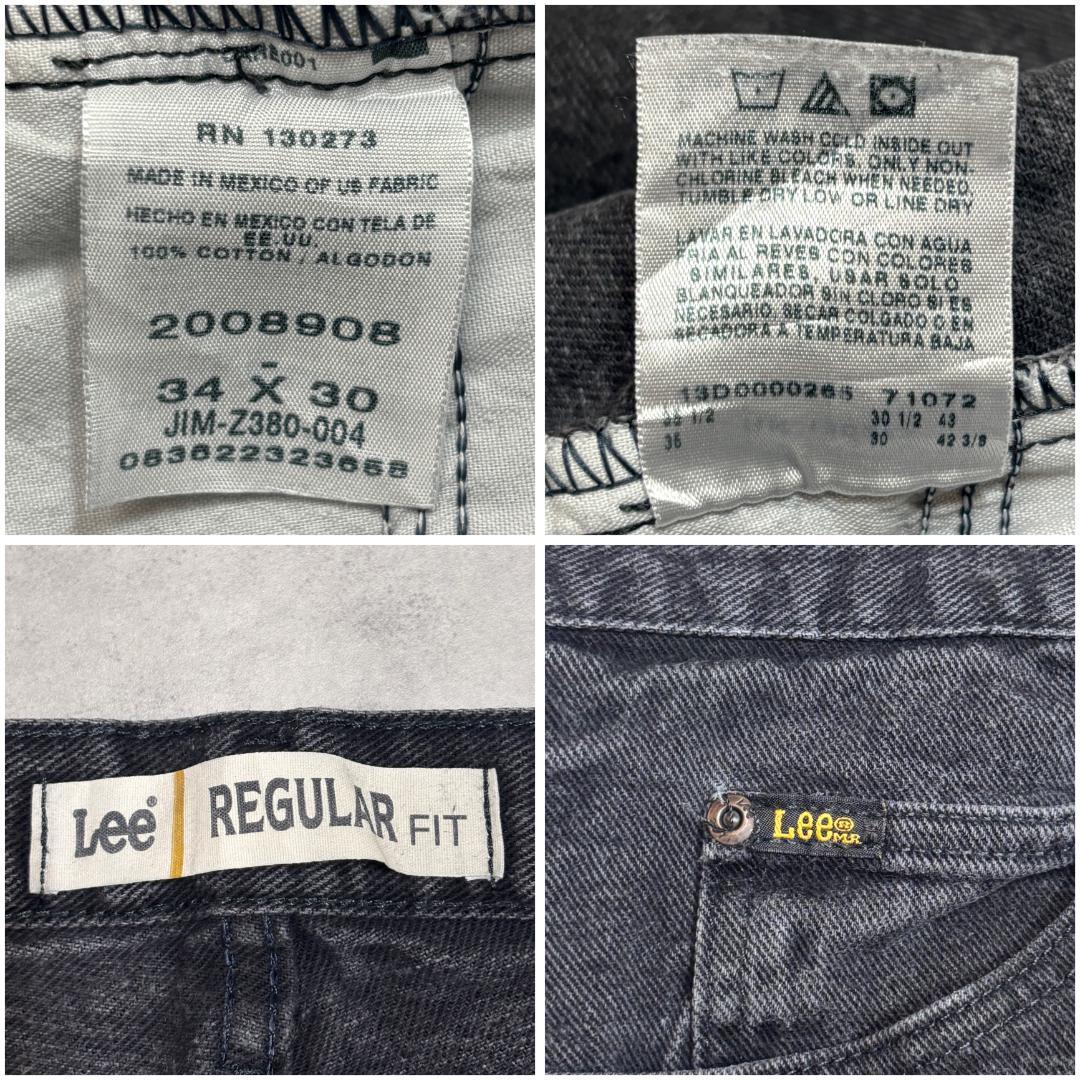 RN 130273
MADE IN MEXICO OF US FABRIC
HECHO EN MEXICO CON TELA DE
EE.UU.
100% COTTON / ALGODON
2008908
-
34 X 30
JIM-Z380-004
083622323658
MACHINE WASH COLD INSIDE OUT
WITH LIKE COLORS, ONLY NON-
CHLORINE BLEACH WHEN NEEDED,
TUMBLE DRY LOW OR LINE DRY
LAVAR EN LAVADORA CON AGUA
FRIA AL REVES CON COLORES
SIMILARES, USAR SOLO
BLANQUEADOR SIN CLORO SI ES
NECESARIO, SECAR COLGADO O EN
SECADORA A TEMPERATURA BAJA
13D0000265 71072
30 1/2 43
36 30 42 3/8
Lee® REGULAR FIT
Lee® MR